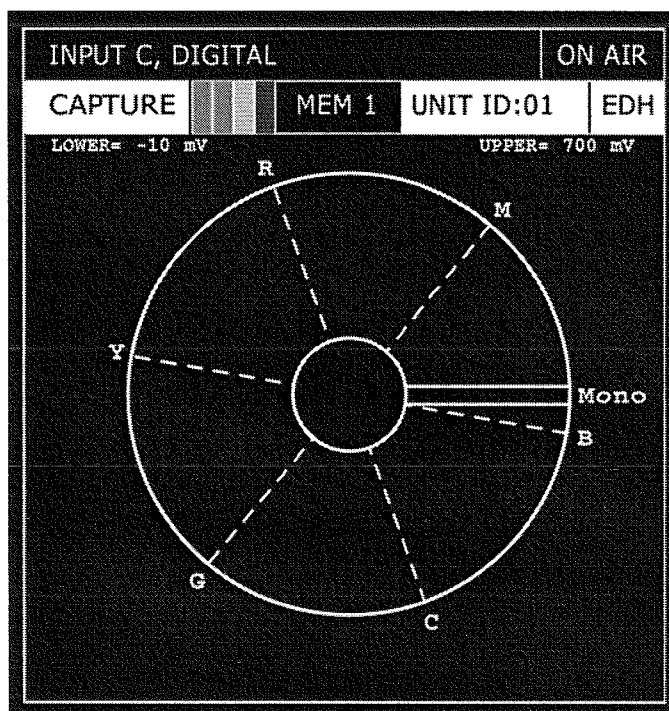 INPUT C, DIGITAL ON AIR
CAPTURE MEM 1 UNIT ID:01 EDH
LOWER= -10 mV UPPER= 700 mV
R
M
Y
Mono
B
G
C